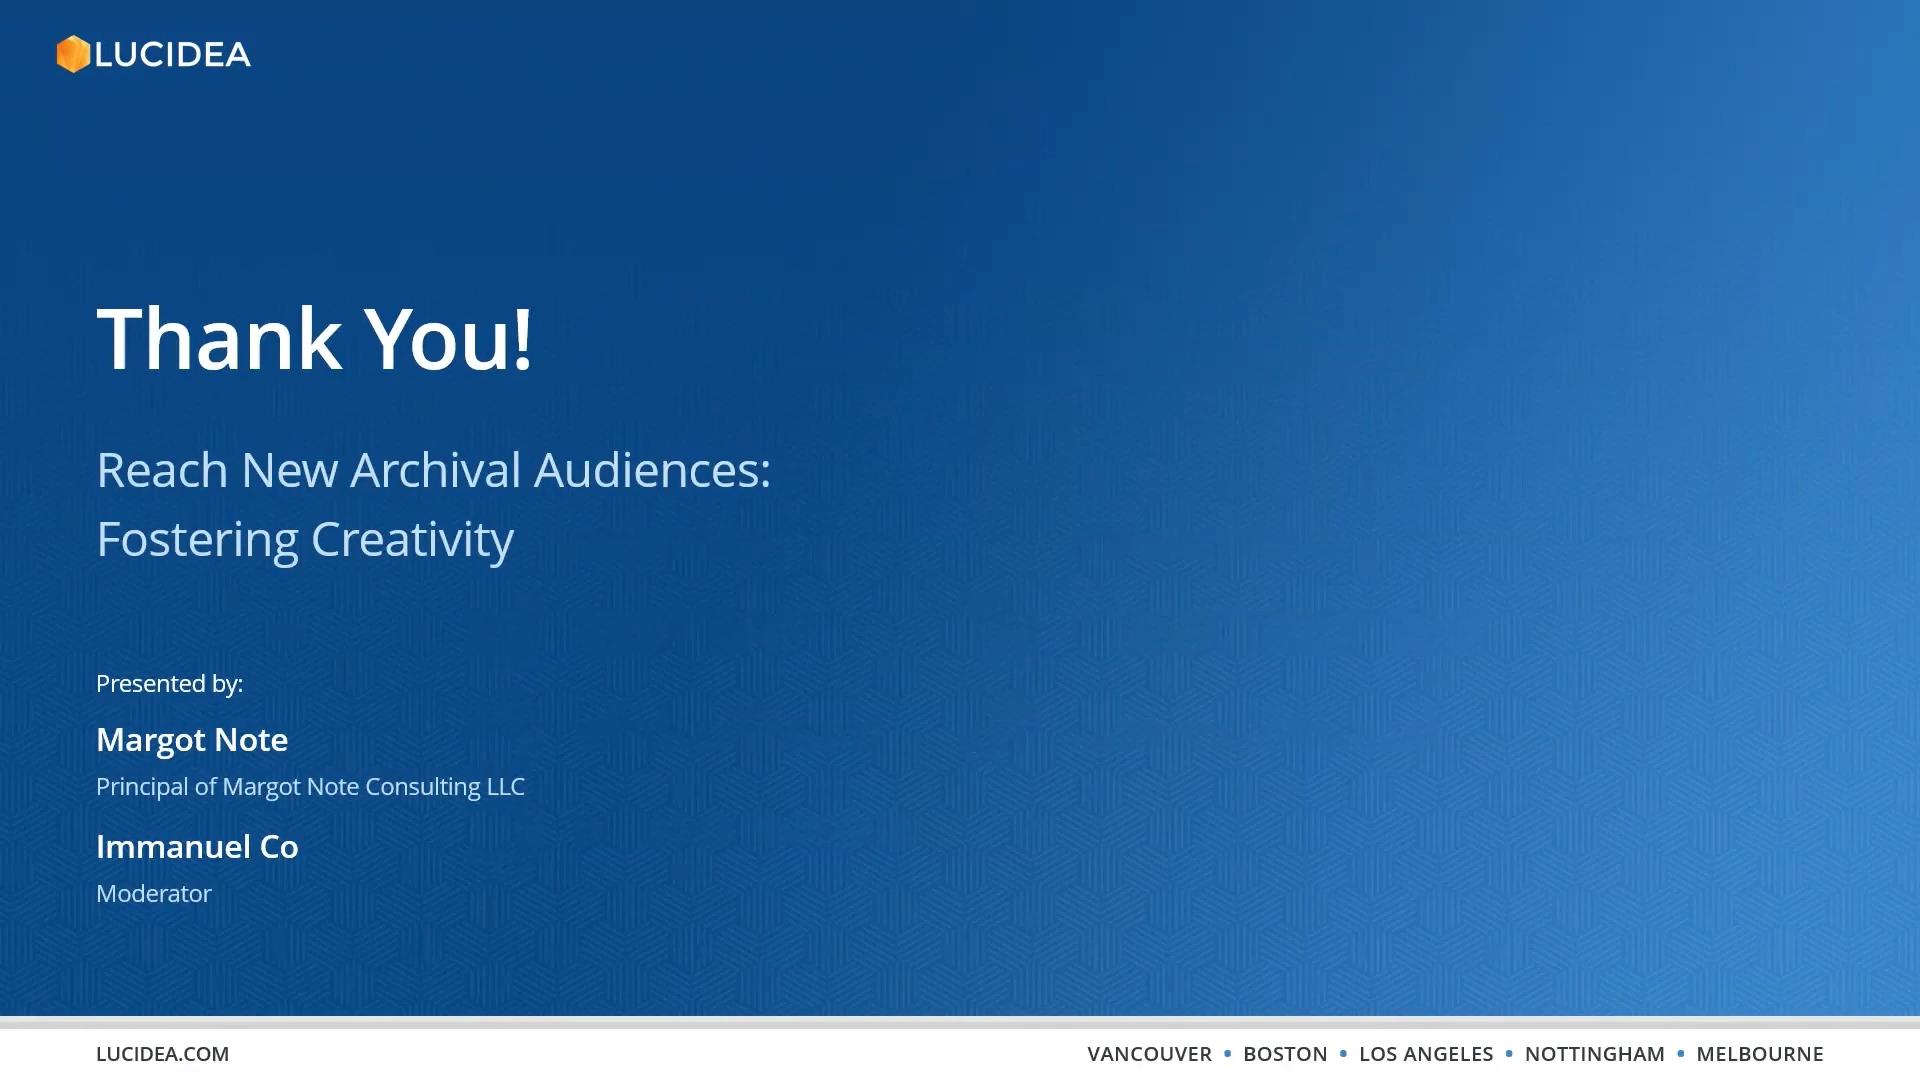 LUCIDEA
Thank You!
Reach New Archival Audiences:
Fostering Creativity
Presented by:
Margot Note
Principal of Margot Note Consulting LLC
Immanuel Co
Moderator
LUCIDEA.COM
VANCOUVER • BOSTON • LOS ANGELES • NOTTINGHAM • MELBOURNE